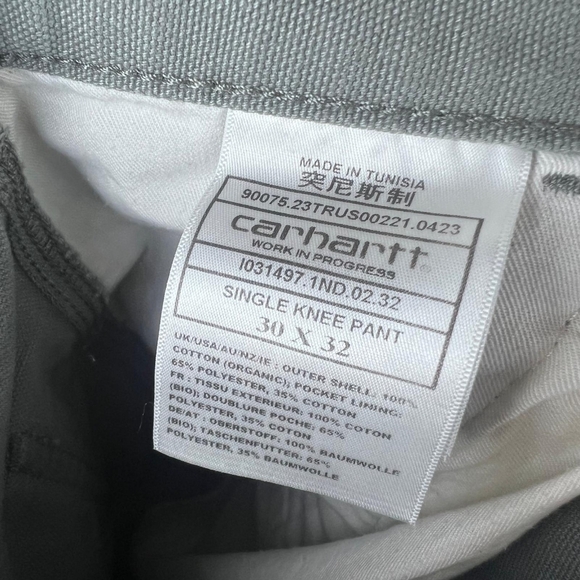 MADE IN TUNISIA
突尼斯制
90075.23TRUS00221.0423
carhartt
WORK IN PROGRESS
I031497.1ND.02.32
SINGLE KNEE PANT
30 X 32
UK/USA/AU/NZ/IE : OUTER SHELL: 100%
COTTON (ORGANIC); POCKET LINING:
65% POLYESTER, 35% COTTON
FR : TISSU EXTERIEUR: 100% COTON
(BIO); DOUBLURE POCHE: 65%
POLYESTER, 35% COTON
DE/AT : OBERSTOFF: 100% BAUMWOLLE
(BIO); TASCHENFUTTER: 65%
POLYESTER, 35% BAUMWOLLE